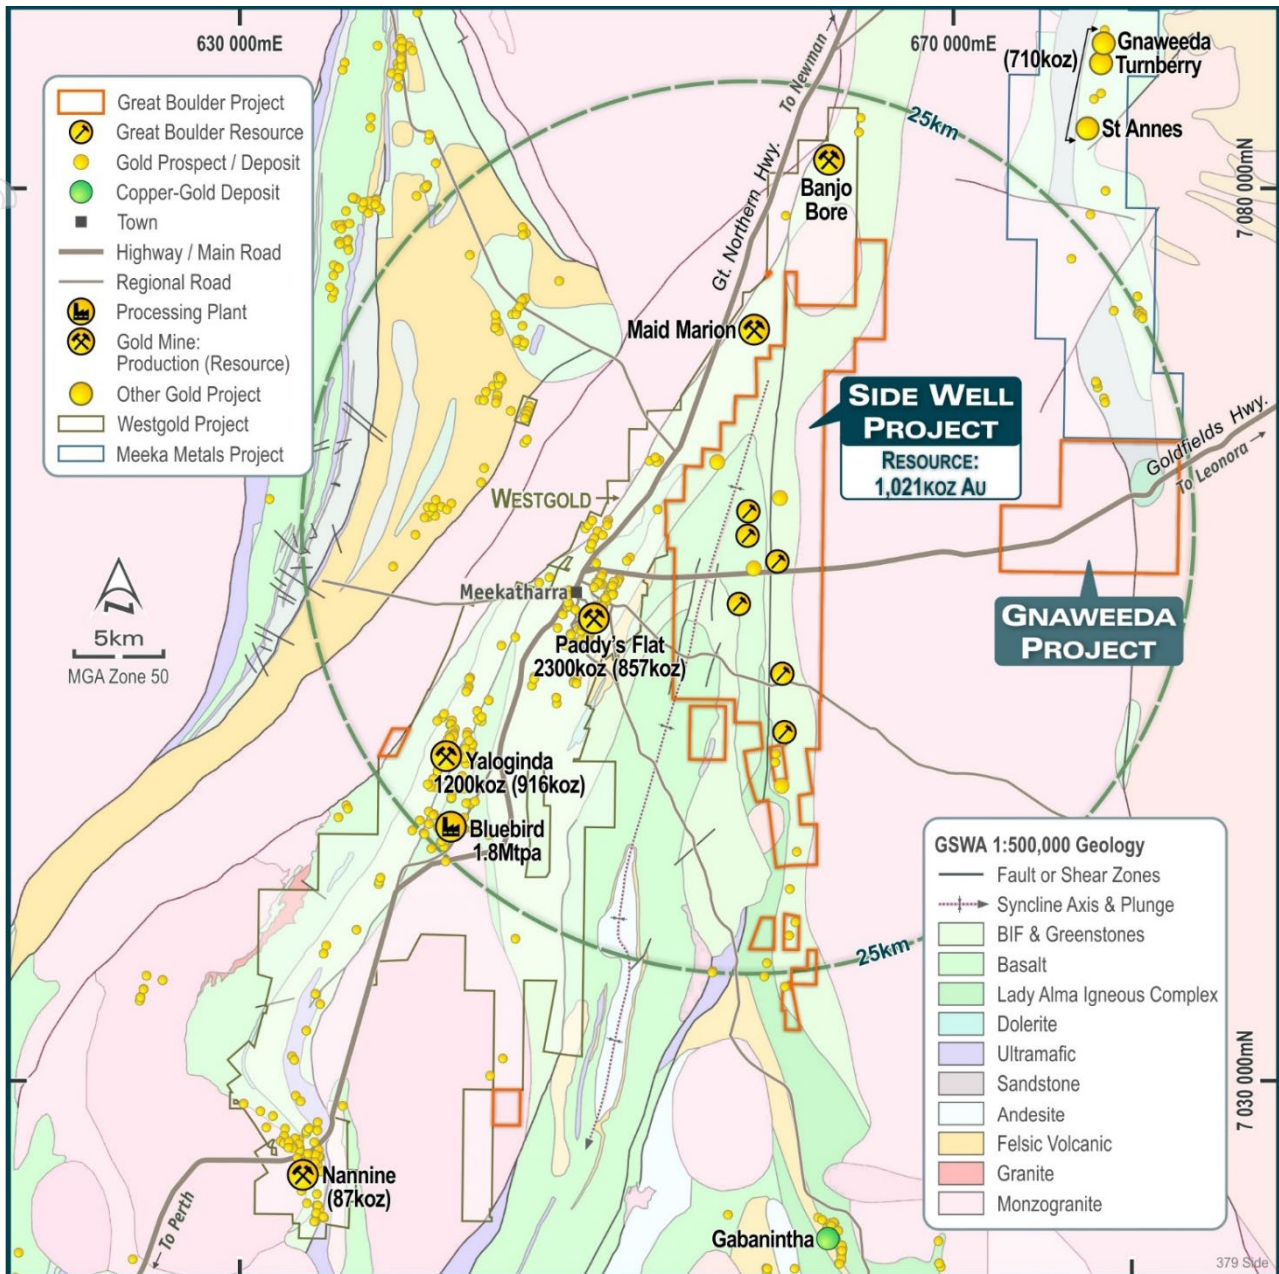 630 000mE
670 000mE
To Newman
Gnaweeda
(710koz)
Turnberry
St Annes
25km
Great Boulder Project
Great Boulder Resource
Gold Prospect / Deposit
Copper-Gold Deposit
Town
Highway / Main Road
Regional Road
Processing Plant
Gold Mine:
Production (Resource)
Other Gold Project
Westgold Project
Meeka Metals Project
Banjo
Bore
Gt. Northern Hwy.
7 080 000mN
Maid Marion
SIDE WELL
PROJECT
RESOURCE:
1,021KOZ AU
Goldfields Hwy.
To Leonora
WESTGOLD
Meekatharra
N
5km
MGA Zone 50
Paddy's Flat
2300koz (857koz)
GNAWEEDA
PROJECT
Yaloginda
1200koz (916koz)
Bluebird
1.8Mtpa
25km
GSWA 1:500,000 Geology
Fault or Shear Zones
Syncline Axis & Plunge
BIF & Greenstones
Basalt
Lady Alma Igneous Complex
Dolerite
Ultramafic
Sandstone
Andesite
Felsic Volcanic
Granite
Monzogranite
7 030 000mN
Nannine
(87koz)
To Perth
Gabanintha
379 Side